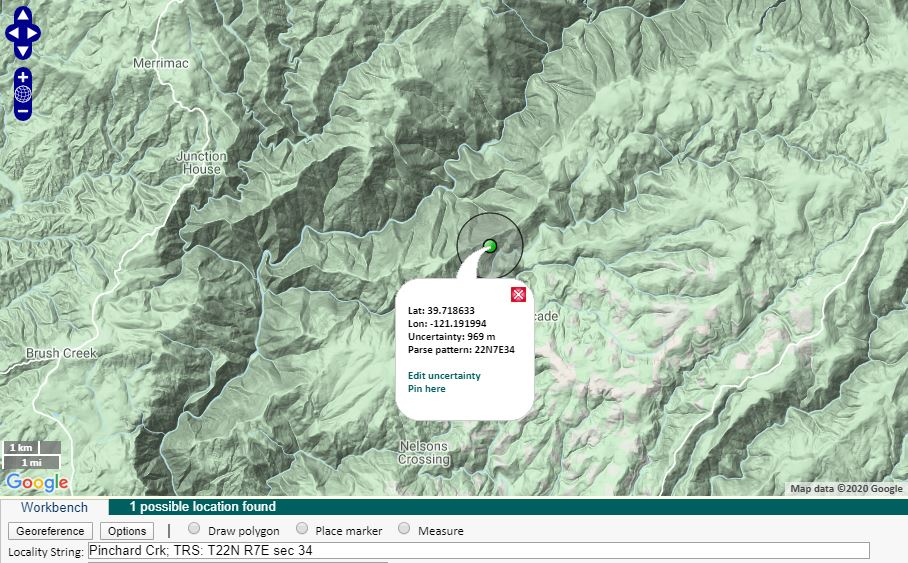 Merrimac
+
−
Junction
House
Lat: 39.718633
Lon: -121.191994
Uncertainty: 969 m
Parse pattern: 22N7E34
Edit uncertainty
Pin here
cade
Brush Creek
Nelsons
Crossing
1 km
1 mi
Google
Map data ©2020 Google
Workbench 1 possible location found
Georeference Options | Draw polygon Place marker Measure
Locality String: Pinchard Crk; TRS: T22N R7E sec 34